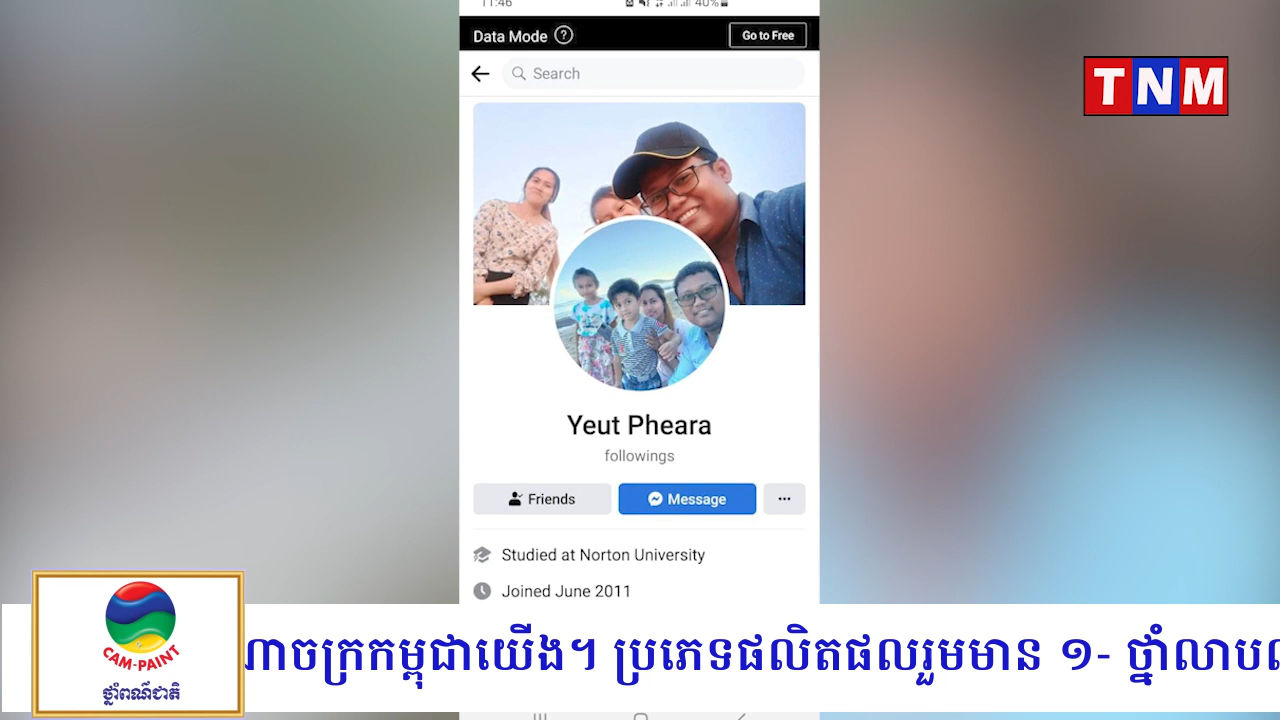 11:46
40%
Data Mode ?
Go to Free
Search
TNM
Yeut Pheara
followings
Friends
Message
Studied at Norton University
Joined June 2011
CAM-PAINT
ថ្នាំពណ៌ជាតិ
ណាចក្រកម្ពុជាយើង។ ប្រភេទផលិតផលរួមមាន ១- ថ្នាំលាប